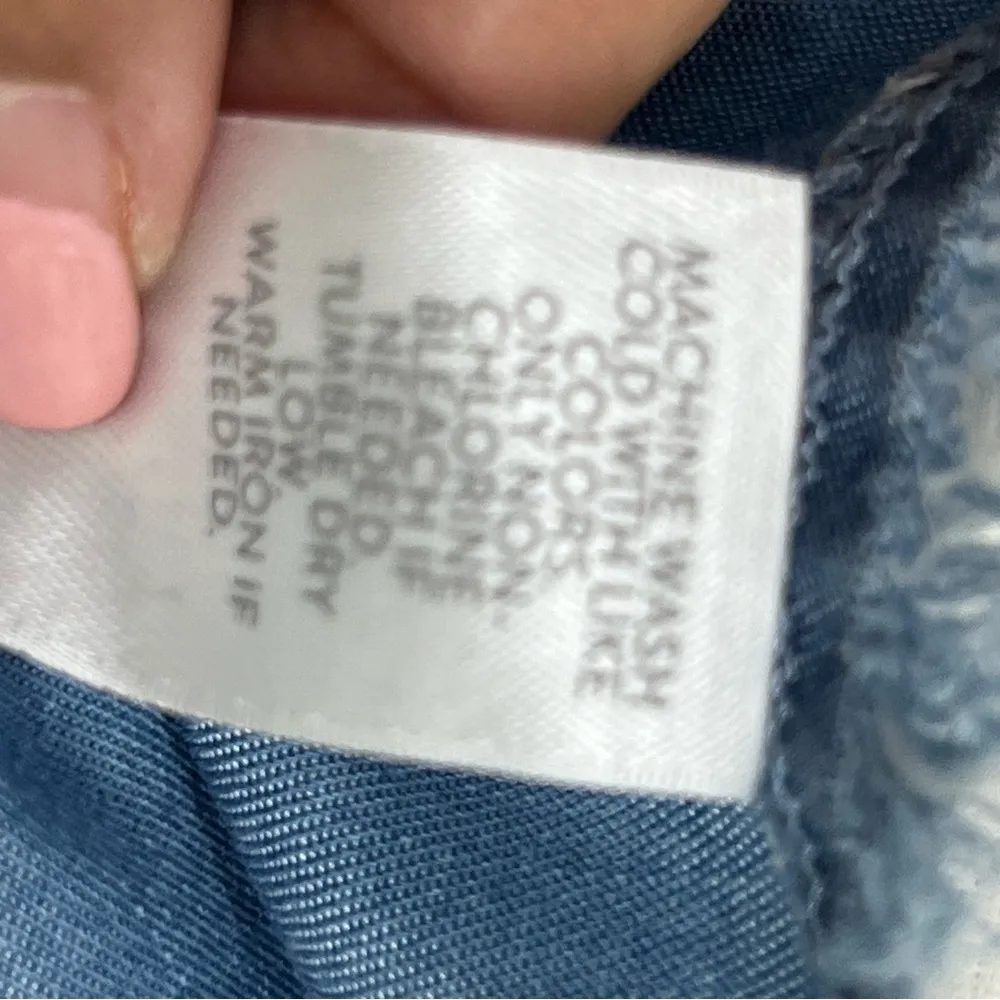 MACHINE WASH
COLD WITH LIKE
COLORS
ONLY NON-
CHLORINE
BLEACH IF
NEEDED
TUMBLE DRY
LOW.
WARM IRON IF
NEEDED.